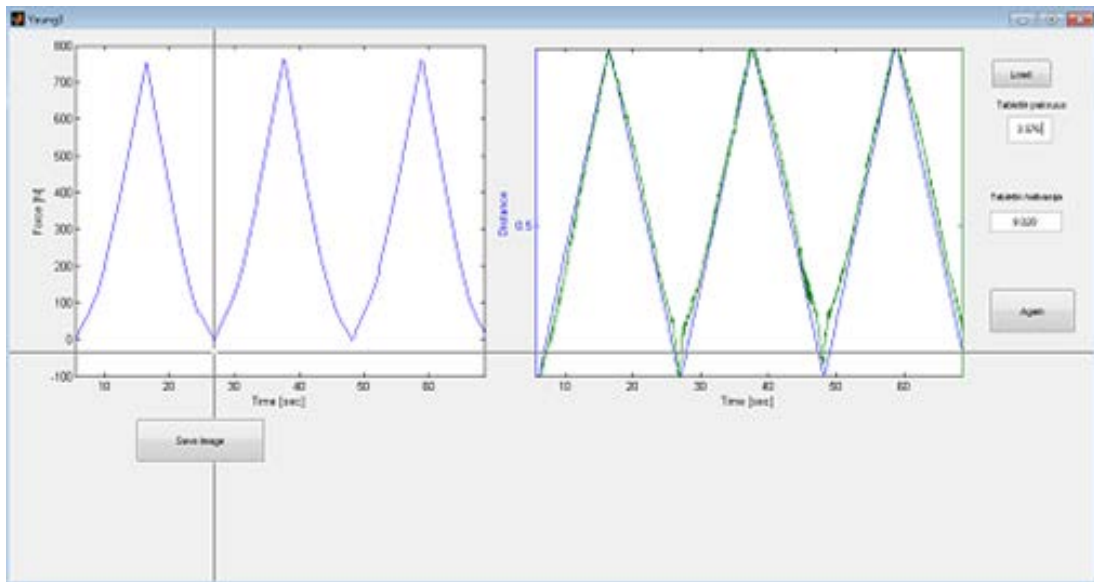 Young3
800
700
600
500
400
300
200
100
0
-100
Force [N]
10 20 30 40 50 60
Time [sec]
Distance
0.5
10 20 30 40 50 60
Time [sec]
Load
Tabletin paksuus
3.576
Tabletin halkaisija
9.020
Again
Save Image